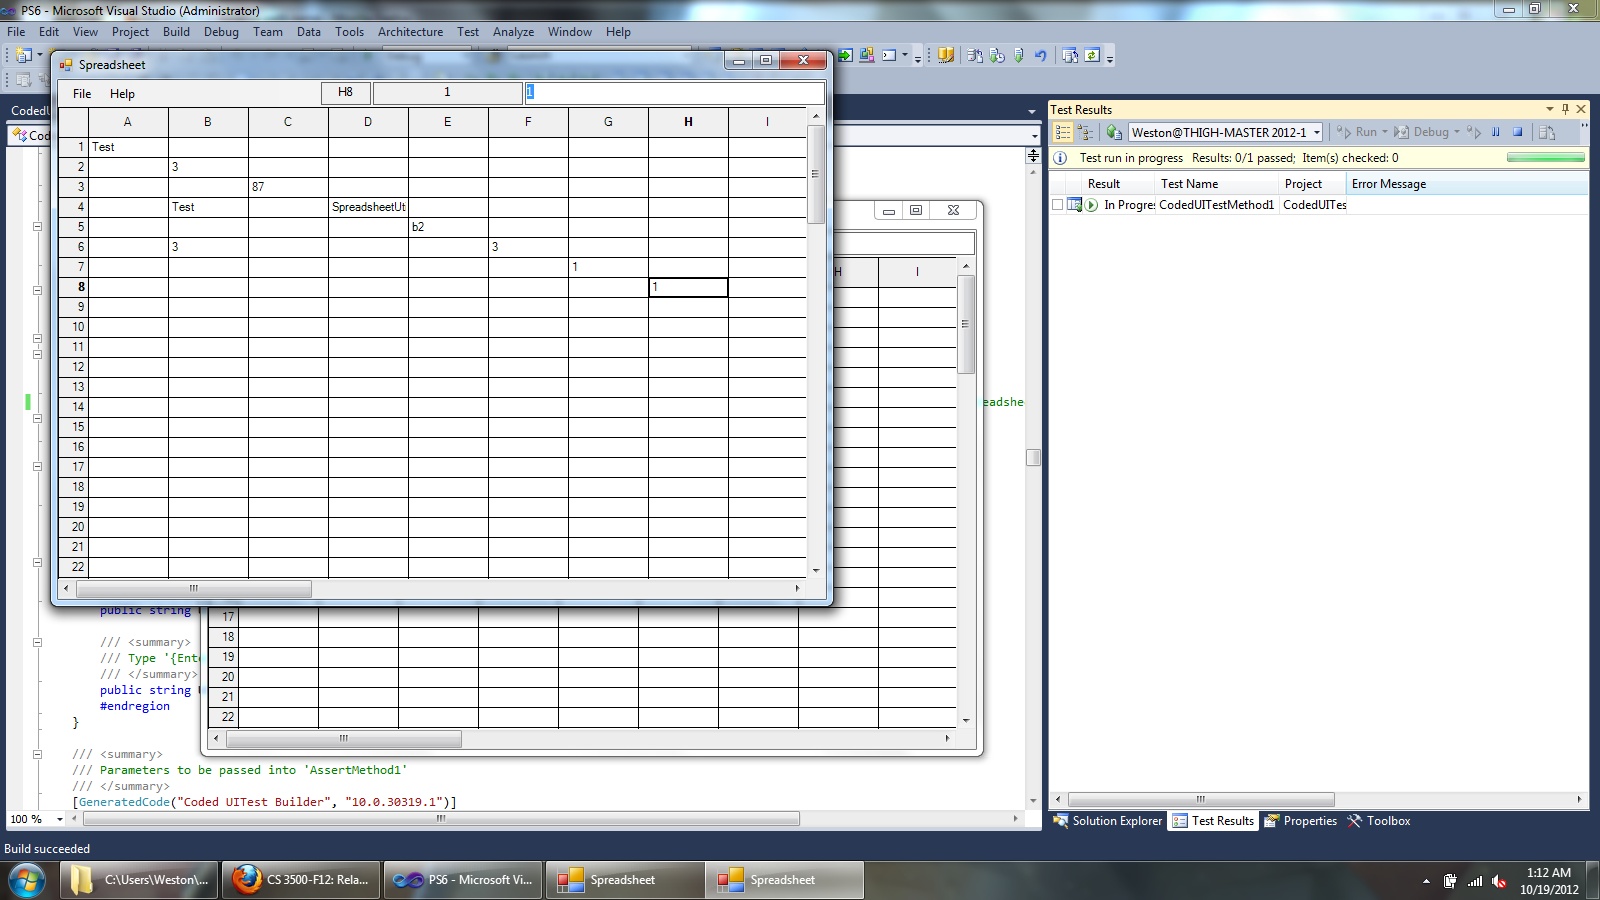 PS6 - Microsoft Visual Studio (Administrator)
File Edit View Project Build Debug Team Data Tools Architecture Test Analyze Window Help
Spreadsheet
File Help H8 1 1
A B C D E F G H I
1 Test
2 3
3 87
4 Test SpreadsheetUti
5 b2
6 3 3
7 1
8 1
9
10
11
12
13
14
15
16
17
18
19
20
21
22
CodedU
Cod
H I
eadshee
17
18
19
20
21
22
public string
/// <summary>
/// Type '{Ente
/// </summary>
public string
#endregion
}
/// <summary>
/// Parameters to be passed into 'AssertMethod1'
/// </summary>
[GeneratedCode("Coded UITest Builder", "10.0.30319.1")]
100 %
Test Results
Weston@THIGH-MASTER 2012-1 Run Debug
Test run in progress Results: 0/1 passed; Item(s) checked: 0
Result Test Name Project Error Message
In Progres CodedUITestMethod1 CodedUITes
Solution Explorer Test Results Properties Toolbox
Build succeeded
C:\Users\Weston\... CS 3500-F12: Rela... PS6 - Microsoft Vi... Spreadsheet Spreadsheet
1:12 AM
10/19/2012